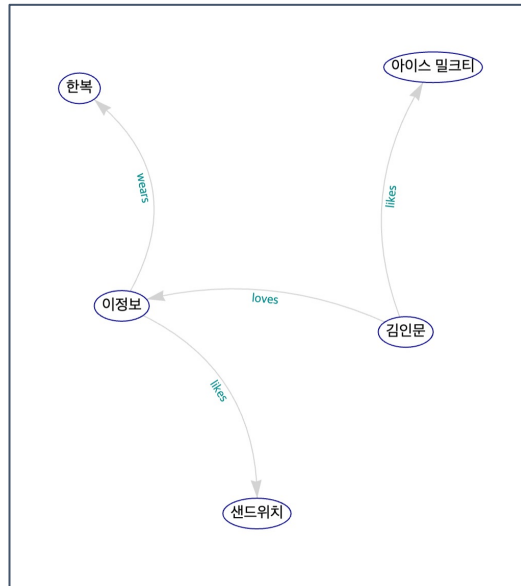 아이스 밀크티
한복
wears
likes
이정보
loves
김인문
likes
샌드위치